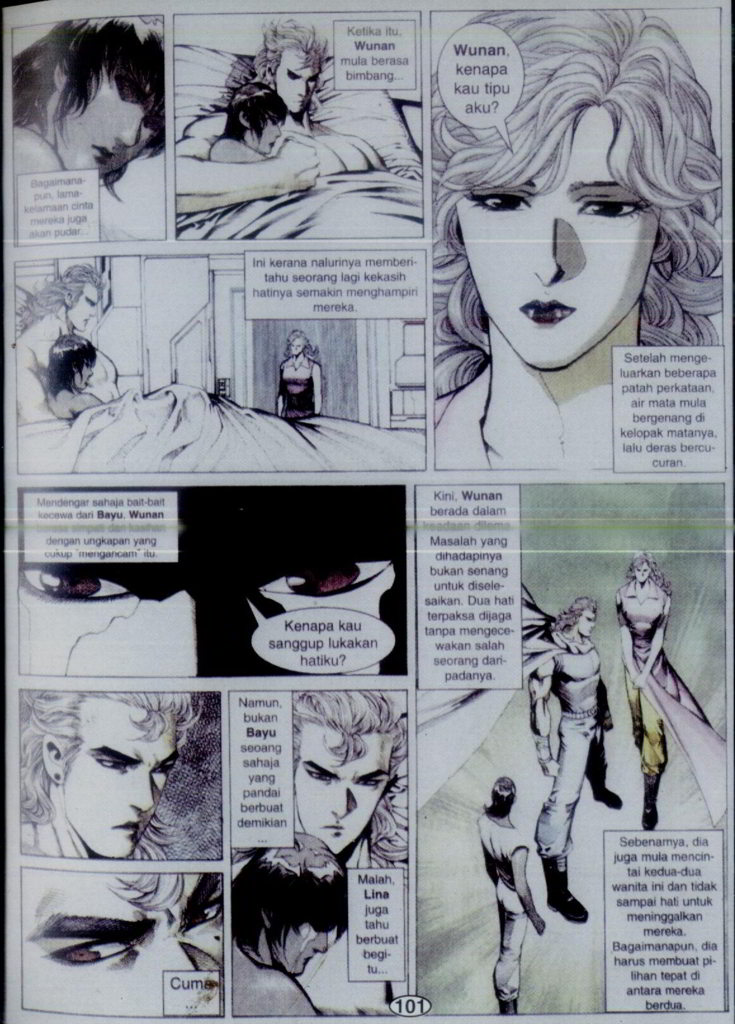 Bagaimana-
pun, lama-
kelamaan cinta
mereka juga
akan pudar...
Ketika itu,
Wunan
mula berasa
bimbang...
Wunan,
kenapa
kau tipu
aku?
Ini kerana nalurinya memberi-
tahu seorang lagi kekasih
hatinya semakin menghampiri
mereka.
Setelah menge-
luarkan beberapa
patah perkataan,
air mata mula
bergenang di
kelopak matanya,
lalu deras bercu-
curan.
Mendengar sahaja bait-bait
kecewa dari Bayu, Wunan
dengan ungkapan yang
cukup "mengancam" itu.
Kenapa kau
sanggup lukakan
hatiku?
Kini, Wunan
berada dalam
keadaan dilema.
Masalah yang
dihadapinya
bukan senang
untuk disele-
saikan. Dua hati
terpaksa dijaga
tanpa mengece-
wakan salah
seorang dari-
padanya.
Namun,
bukan
Bayu
seoang
sahaja
yang
pandai
berbuat
demikian
...
Malah,
Lina
juga
tahu
berbuat
begi-
tu...
Cuma
...
Sebenarnya, dia
juga mula mencin-
tai kedua-dua
wanita ini dan tidak
sampai hati untuk
meninggalkan
mereka.
Bagaimanapun, dia
harus membuat pi-
lihan tepat di
antara mereka
berdua.
101